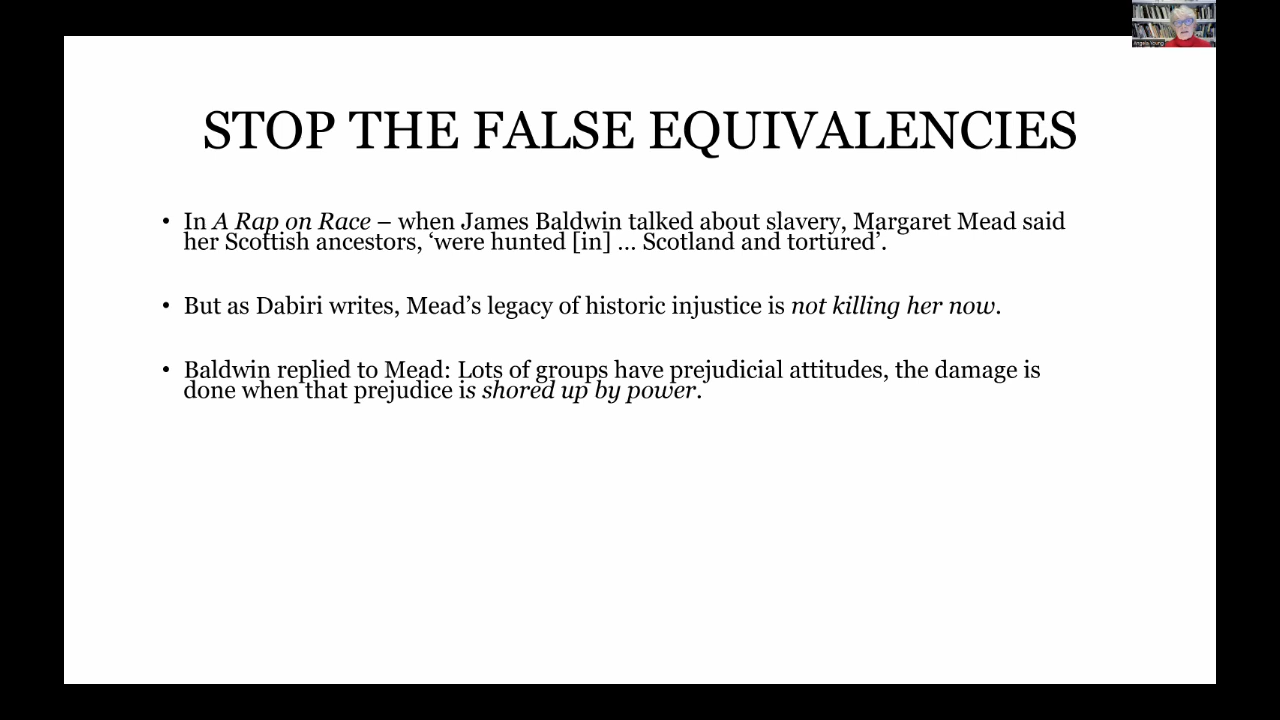 Angela Young
STOP THE FALSE EQUIVALENCIES
• In A Rap on Race – when James Baldwin talked about slavery, Margaret Mead said
her Scottish ancestors, ‘were hunted [in] ... Scotland and tortured’.
• But as Dabiri writes, Mead’s legacy of historic injustice is not killing her now.
• Baldwin replied to Mead: Lots of groups have prejudicial attitudes, the damage is
done when that prejudice is shored up by power.